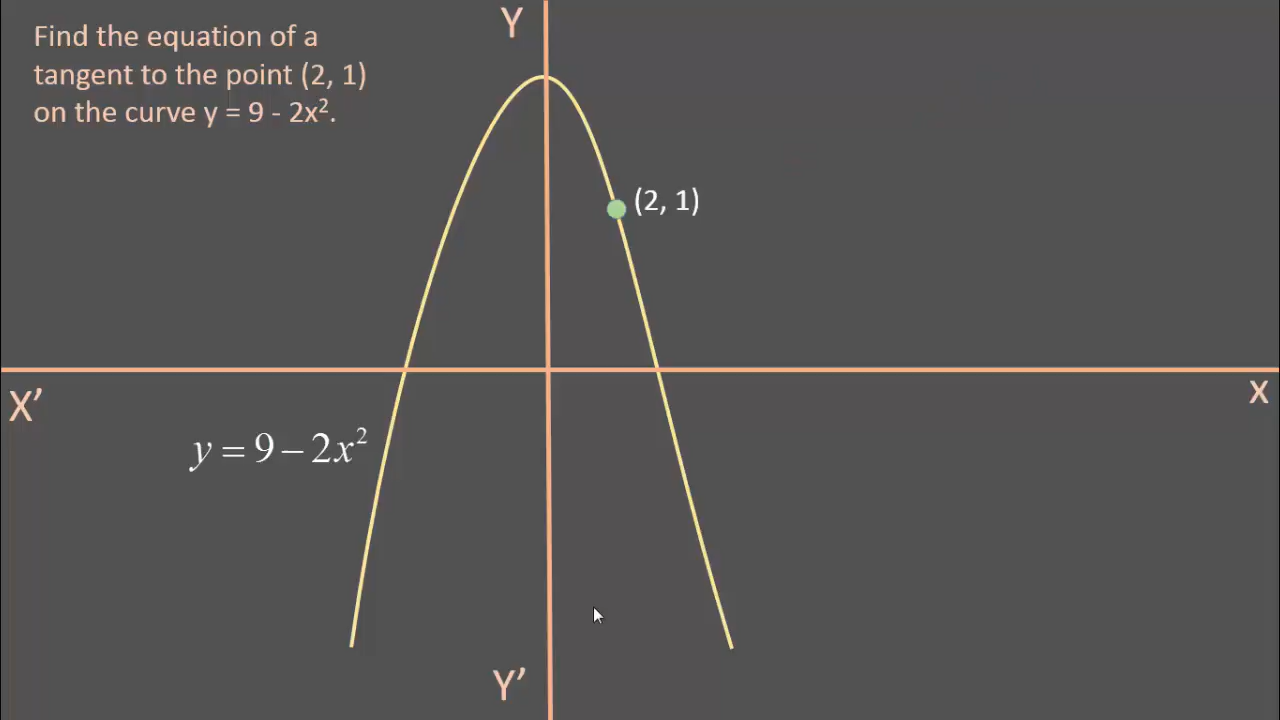 Find the equation of a
tangent to the point (2, 1)
on the curve y = 9 - 2x².
Y
(2, 1)
X’
x
y = 9 – 2x²
Y’